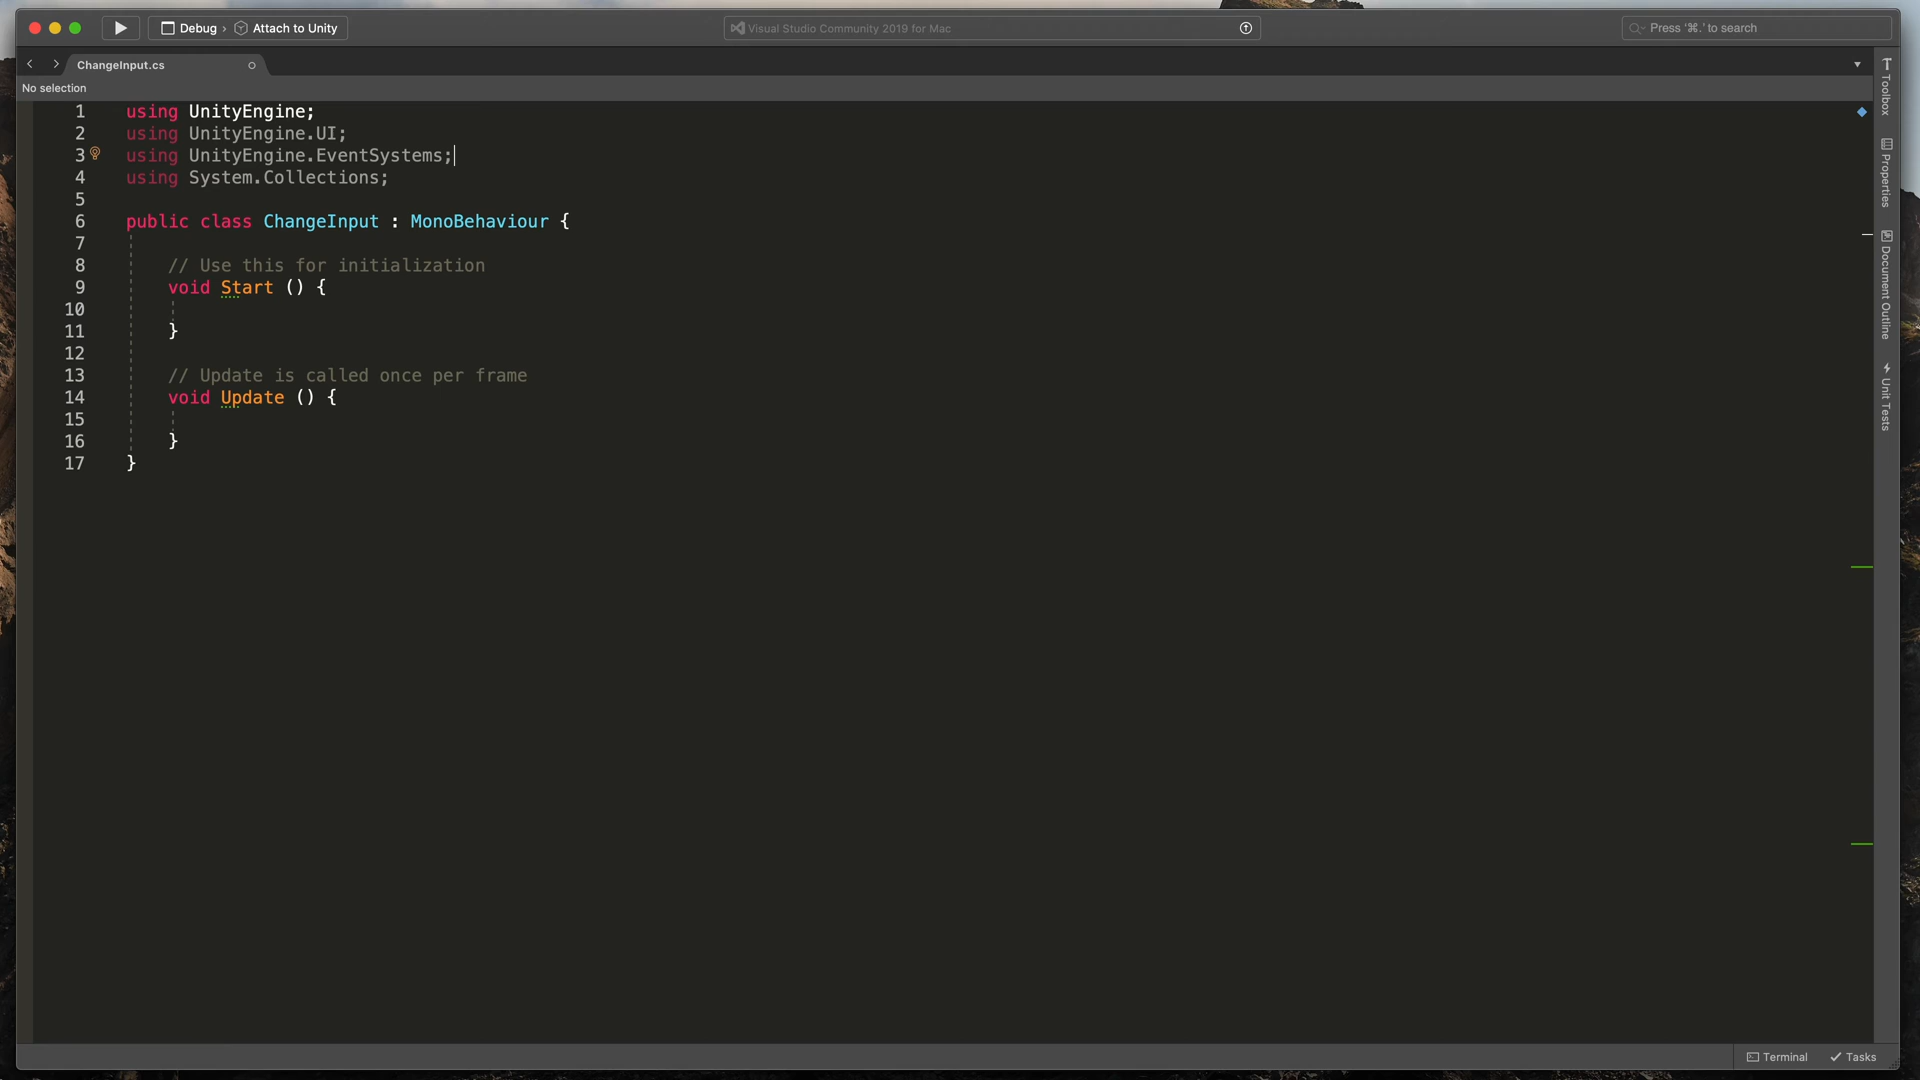 Debug › Attach to Unity
Visual Studio Community 2019 for Mac
Press '⌘.' to search
ChangeInput.cs
No selection
1 using UnityEngine;
2 using UnityEngine.UI;
3 using UnityEngine.EventSystems;
4 using System.Collections;
5
6 public class ChangeInput : MonoBehaviour {
7
8 // Use this for initialization
9 void Start () {
10
11 }
12
13 // Update is called once per frame
14 void Update () {
15
16 }
17 }
Toolbox
Properties
Document Outline
Unit Tests
Terminal
Tasks